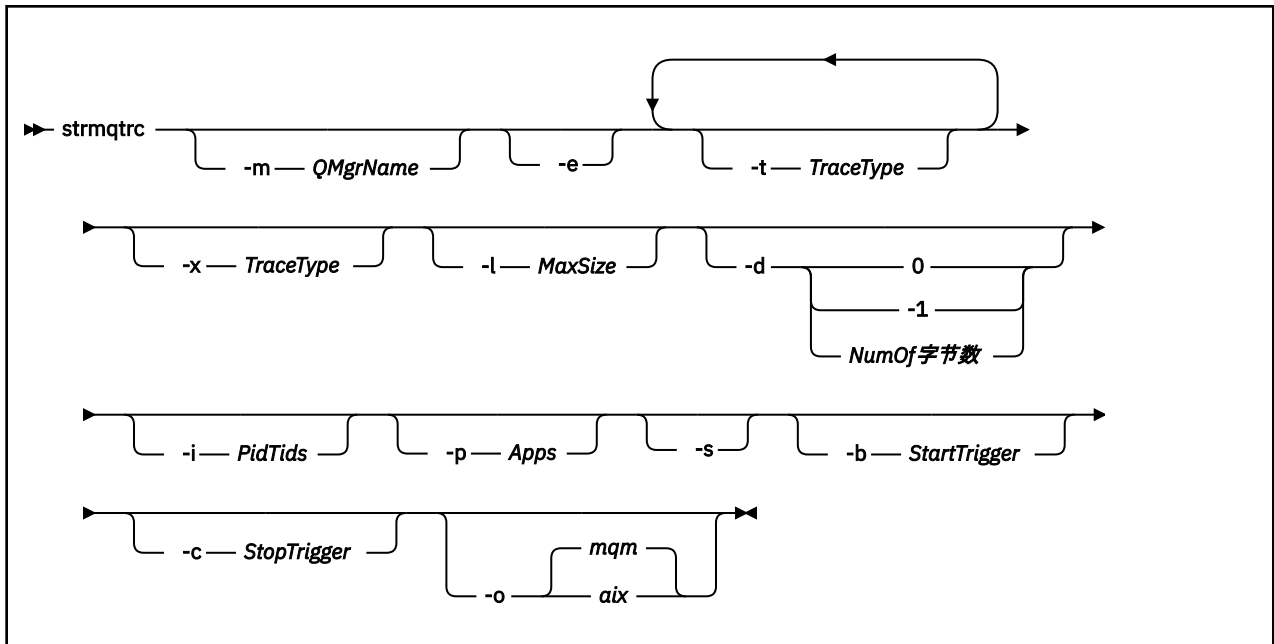 strmqtrc
-m QMgrName
-e
-t TraceType
-x TraceType
-l MaxSize
-d 0
-1
NumOf字节数
-i PidTids
-p Apps
-s
-b StartTrigger
-c StopTrigger
mqm
-o aix